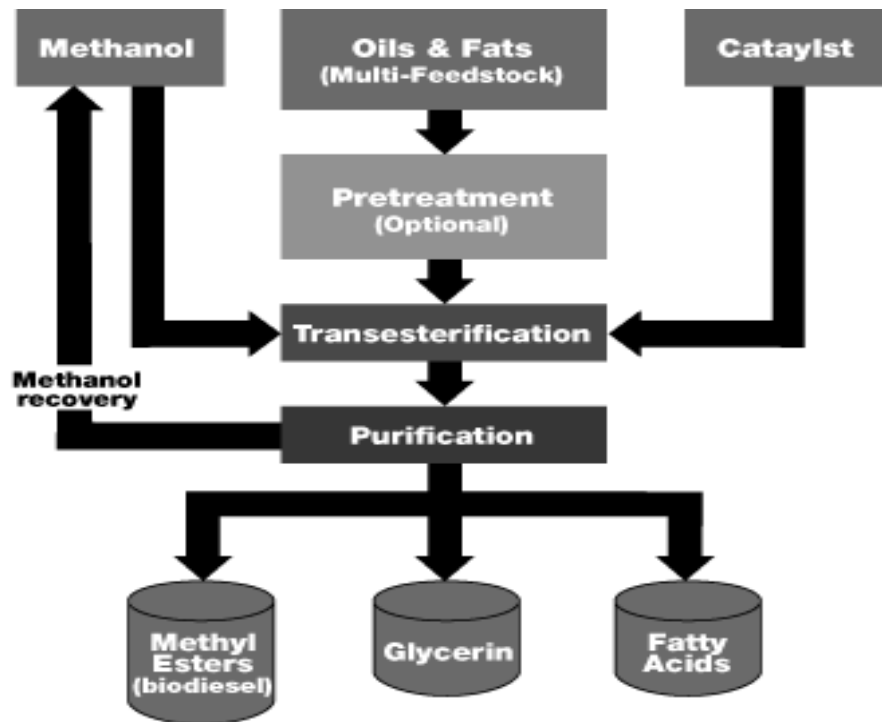 Methanol
Oils & Fats
(Multi-Feedstock)
Cataylst
Pretreatment
(Optional)
Transesterification
Methanol
recovery
Purification
Methyl
Esters
(biodiesel)
Glycerin
Fatty
Acids